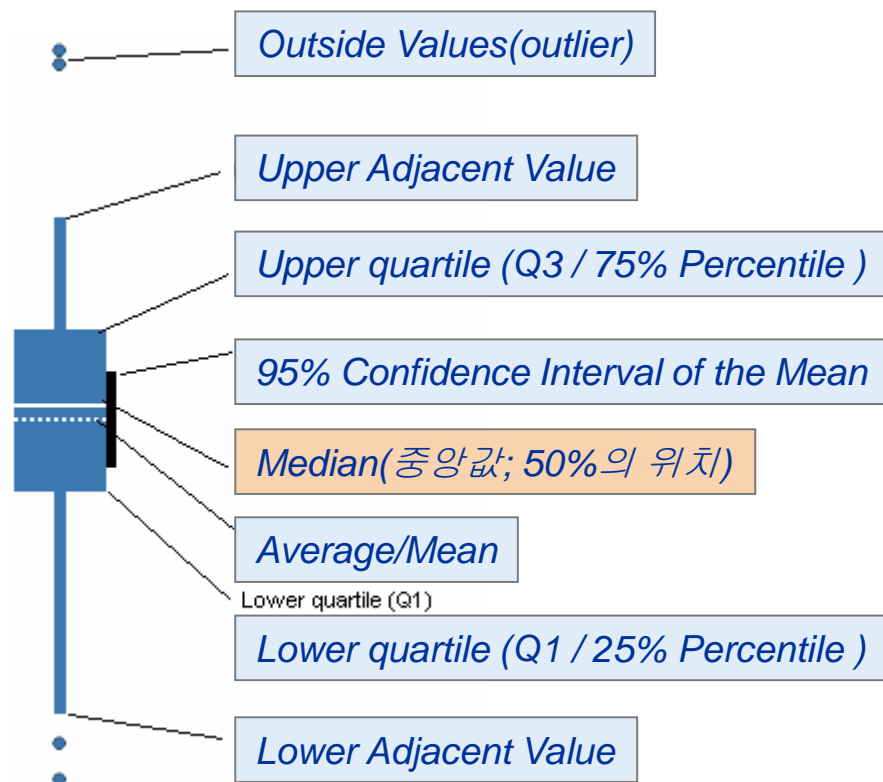 Outside Values(outlier)
Upper Adjacent Value
Upper quartile (Q3 / 75% Percentile )
95% Confidence Interval of the Mean
Median(중앙값; 50%의 위치)
Average/Mean
Lower quartile (Q1)
Lower quartile (Q1 / 25% Percentile )
Lower Adjacent Value